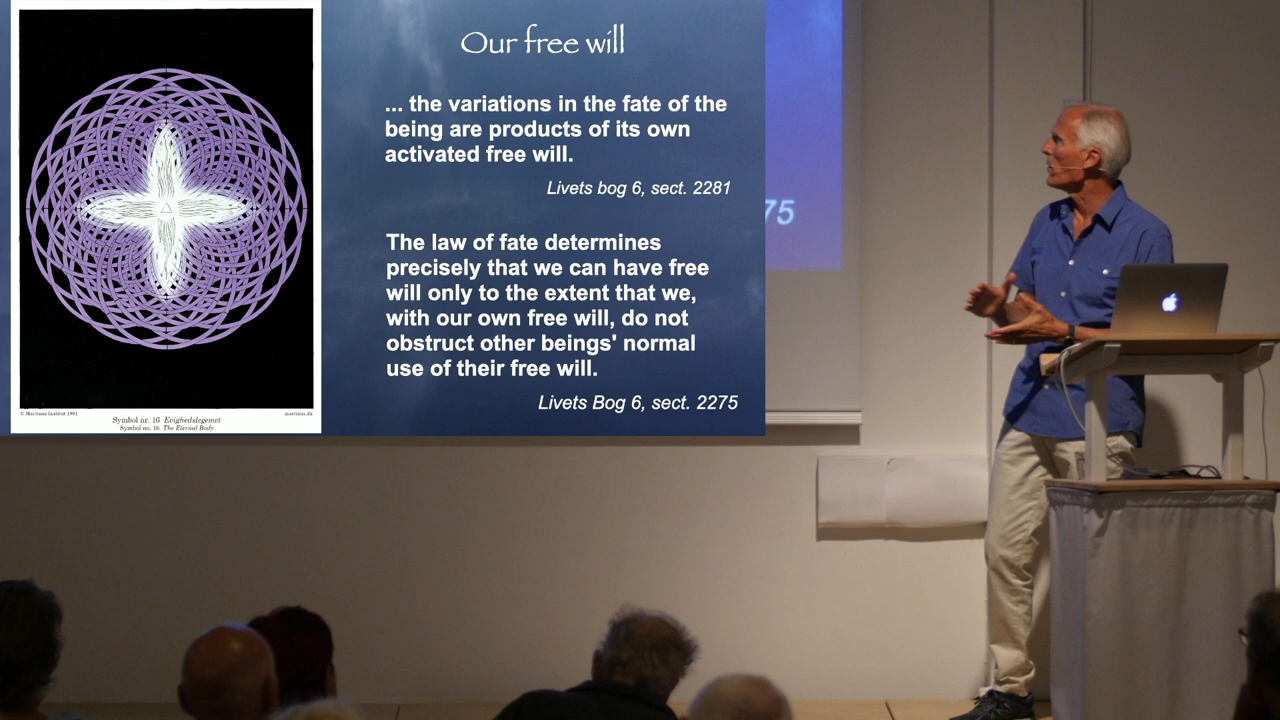 Our free will
... the variations in the fate of the
being are products of its own
activated free will.
Livets bog 6, sect. 2281
The law of fate determines
precisely that we can have free
will only to the extent that we,
with our own free will, do not
obstruct other beings' normal
use of their free will.
Livets Bog 6, sect. 2275
75
© Martinus Institut 1981
martinus.dk
Symbol nr. 16 Evighedslegemet
Symbol no. 16 The Eternal Body